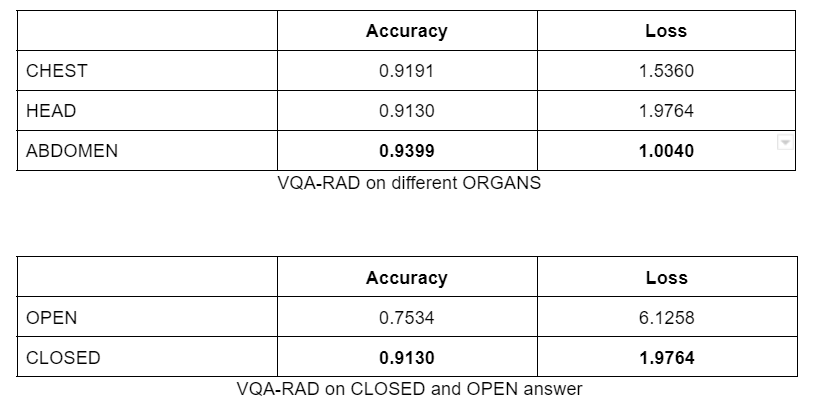 Accuracy Loss
CHEST 0.9191 1.5360
HEAD 0.9130 1.9764
ABDOMEN 0.9399 1.0040
VQA-RAD on different ORGANS
Accuracy Loss
OPEN 0.7534 6.1258
CLOSED 0.9130 1.9764
VQA-RAD on CLOSED and OPEN answer